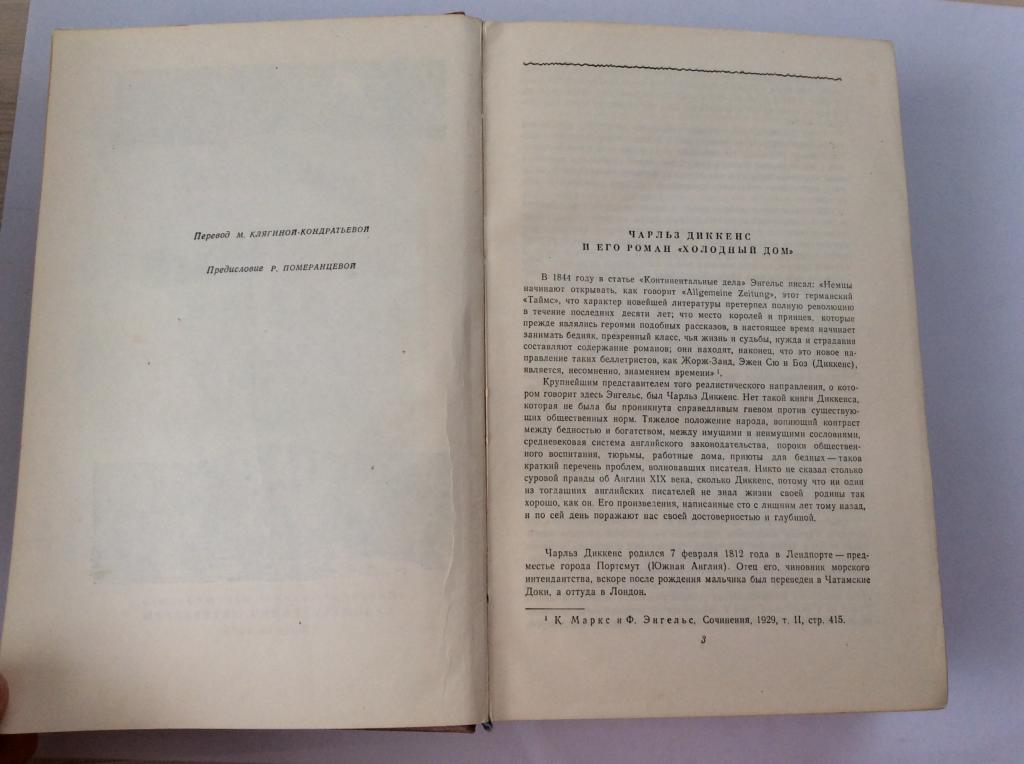 Перевод М. КЛЯГИНОЙ-КОНДРАТЬЕВОЙ
Предисловие Р. ПОМЕРАНЦЕВОЙ
ЧАРЛЬЗ ДИККЕНС
И ЕГО РОМАН «ХОЛОДНЫЙ ДОМ»
В 1844 году в статье «Континентальные дела» Энгельс писал: «Немцы
начинают открывать, как говорит «Allgemeine Zeitung», этот германский
«Таймс», что характер новейшей литературы претерпел полную революцию
в течение последних десяти лет; что место королей и принцев, которые
прежде являлись героями подобных рассказов, в настоящее время начинает
занимать бедняк, презренный класс, чья жизнь и судьбы, нужда и страдания
составляют содержание романов; они находят, наконец, что это новое на-
правление таких беллетристов, как Жорж-Занд, Эжен Сю и Боз (Диккенс),
является, несомненно, знамением времени» ¹.
Крупнейшим представителем того реалистического направления, о кото-
ром говорит здесь Энгельс, был Чарльз Диккенс. Нет такой книги Диккенса,
которая не была бы проникнута справедливым гневом против существую-
щих общественных норм. Тяжелое положение народа, вопиющий контраст
между бедностью и богатством, между имущими и неимущими сословиями,
средневековая система английского законодательства, пороки обществен-
ного воспитания, тюрьмы, работные дома, приюты для бедных — таков
краткий перечень проблем, волновавших писателя. Никто не сказал столько
суровой правды об Англии XIX века, сколько Диккенс, потому что ни один
из тогдашних английских писателей не знал жизни своей родины так
хорошо, как он. Его произведения, написанные сто с лишним лет тому назад,
и по сей день поражают нас своей достоверностью и глубиной.
Чарльз Диккенс родился 7 февраля 1812 года в Лендпорте — пред-
местье города Портсмут (Южная Англия). Отец его, чиновник морского
интендантства, вскоре после рождения мальчика был переведен в Чатамские
Доки, а оттуда в Лондон.
¹ К. Маркс и Ф. Энгельс, Сочинения, 1929, т. II, стр. 415.
3